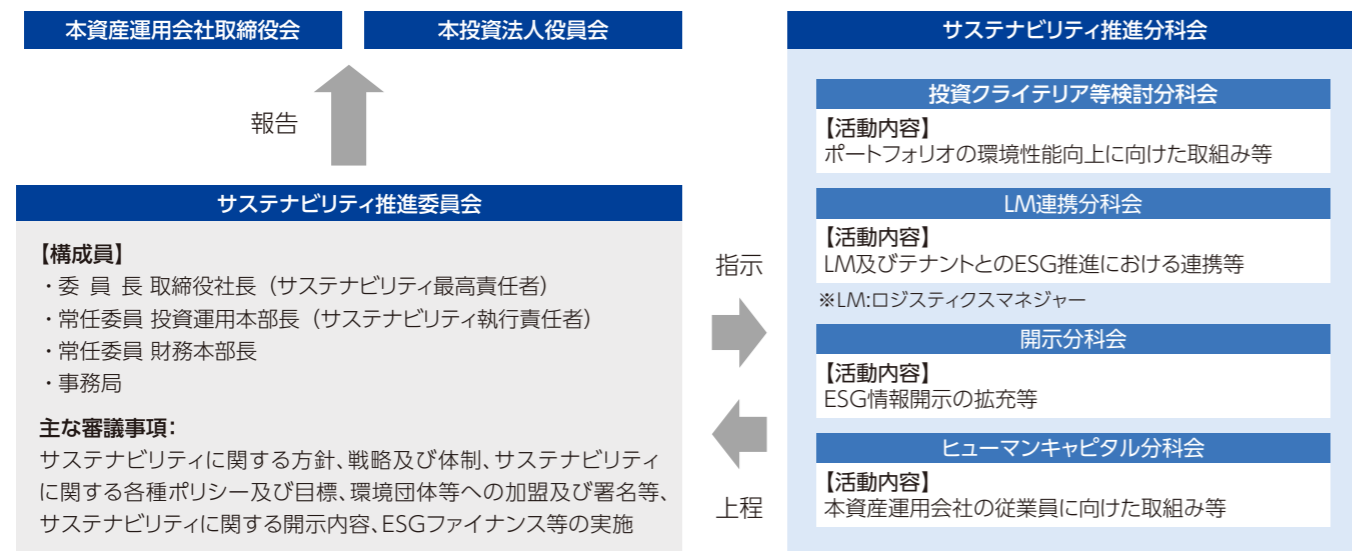 本資産運用会社取締役会
本投資法人役員会
報告
サステナビリティ推進委員会
【構成員】
・委 員 長 取締役社長（サステナビリティ最高責任者）
・常任委員 投資運用本部長（サステナビリティ執行責任者）
・常任委員 財務本部長
・事務局
主な審議事項：
サステナビリティに関する方針、戦略及び体制、サステナビリティ
に関する各種ポリシー及び目標、環境団体等への加盟及び署名等、
サステナビリティに関する開示内容、ESGファイナンス等の実施
指示
上程
サステナビリティ推進分科会
投資クライテリア等検討分科会
【活動内容】
ポートフォリオの環境性能向上に向けた取組み等
LM連携分科会
【活動内容】
LM及びテナントとのESG推進における連携等
※LM:ロジスティクスマネジャー
開示分科会
【活動内容】
ESG情報開示の拡充等
ヒューマンキャピタル分科会
【活動内容】
本資産運用会社の従業員に向けた取組み等